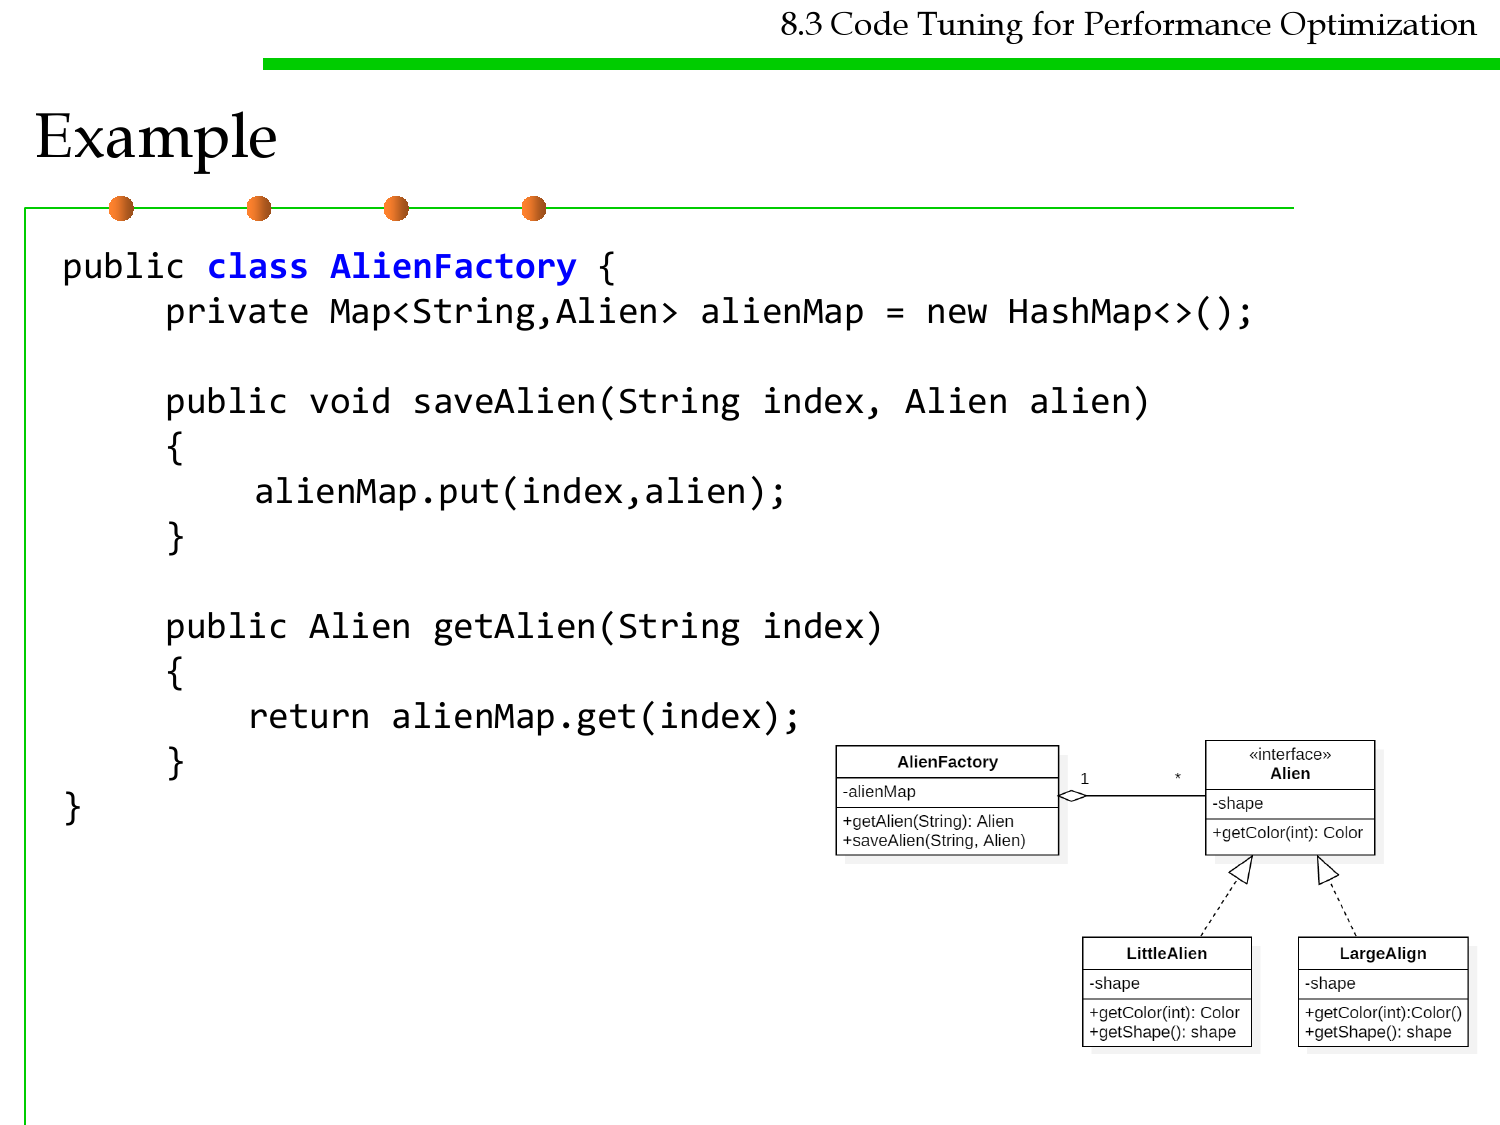 8.3 Code Tuning for Performance Optimization
Example
public class AlienFactory {
private Map<String,Alien> alienMap = new HashMap<>();
public void saveAlien(String index, Alien alien)
{
alienMap.put(index,alien);
}
public Alien getAlien(String index)
{
return alienMap.get(index);
}
}
AlienFactory
-alienMap
+getAlien(String): Alien
+saveAlien(String, Alien)
1
*
«interface»
Alien
-shape
+getColor(int): Color
LittleAlien
-shape
+getColor(int): Color
+getShape(): shape
LargeAlign
-shape
+getColor(int):Color()
+getShape(): shape